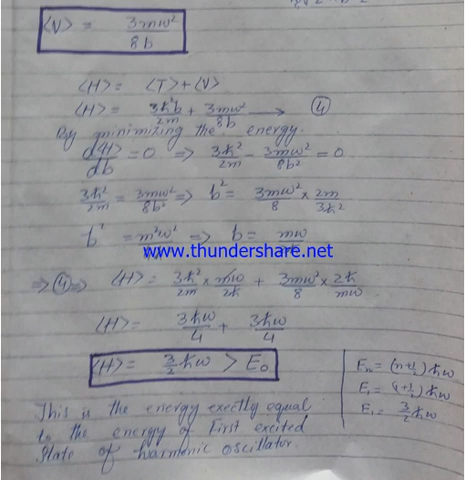 ⟨V⟩ = 3mω²/8b
⟨H⟩ = ⟨T⟩ + ⟨V⟩
⟨H⟩ = 3ħ²b/2m + 3mω²/8b → ④
By minimizing the energy.
d⟨H⟩/db = 0 ⇒ 3ħ²/2m - 3mω²/8b² = 0
3ħ²/2m = 3mω²/8b² ⇒ b² = 3mω²/8 × 2m/3ħ²
b² = m²ω² ⇒ b = mω
www.thundershare.net
⇒ ④ ⇒ ⟨H⟩ = 3ħ²/2m × mω/2ħ + 3mω²/8 × 2ħ/mω
⟨H⟩ = 3ħω/4 + 3ħω/4
⟨H⟩ = 3/2 ħω > E₀
Eₙ = (n+½)ħω
E₁ = (1+½)ħω
E₁ = 3/2 ħω
This is the energy exectly equal
to the energy of First excited
state of harmonic oscillator.